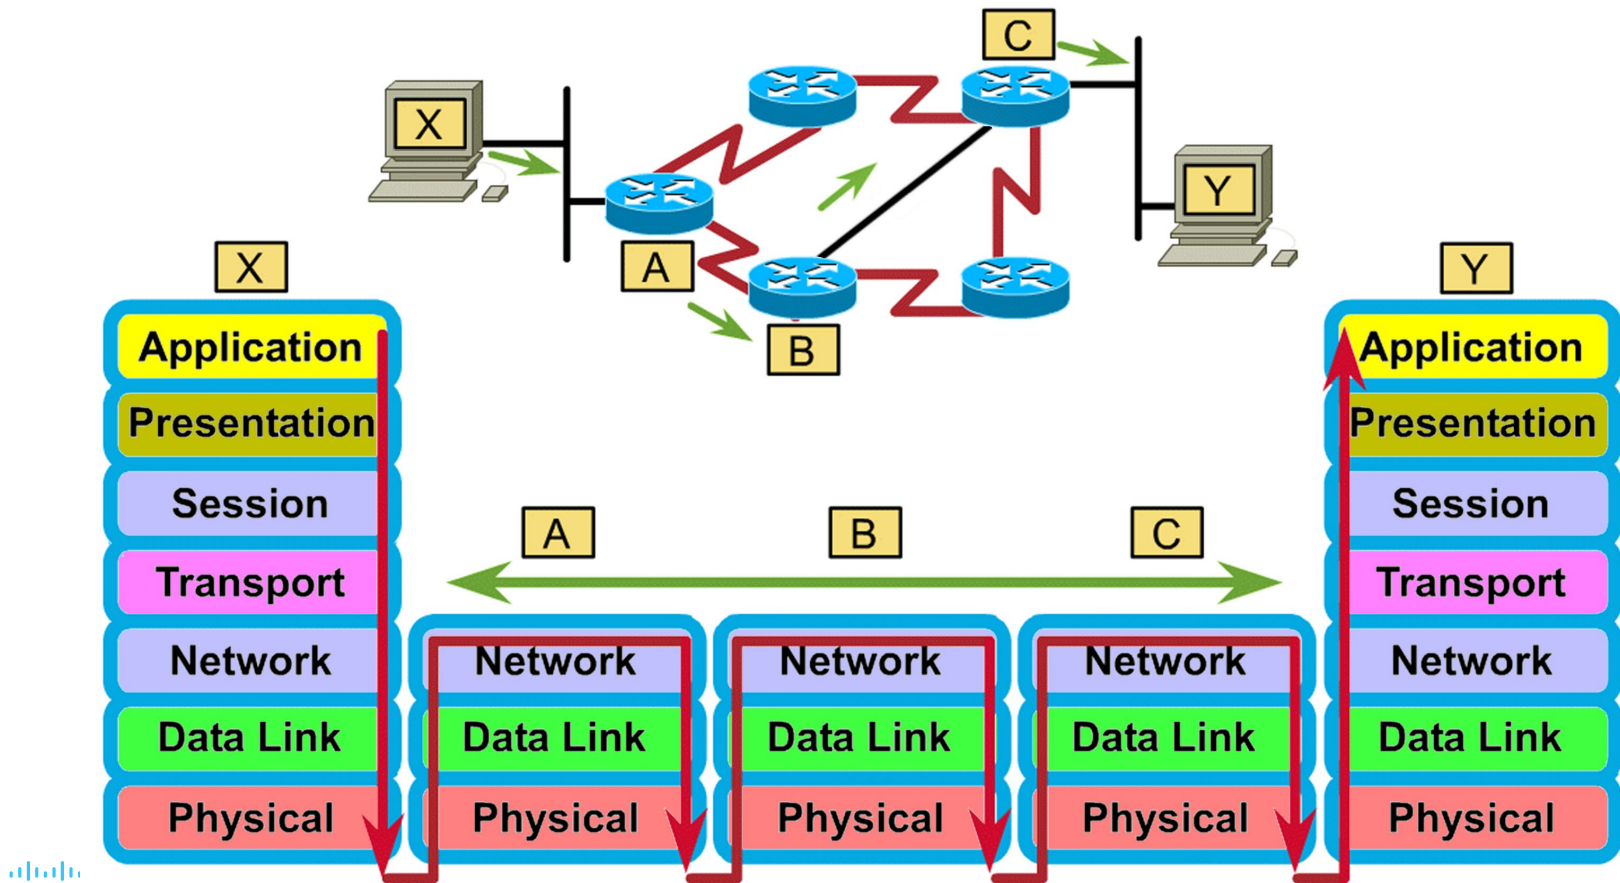 C
X
Y
A
B
X
Y
Application
Presentation
Session
Transport
Network
Data Link
Physical
A
B
C
Network
Data Link
Physical
Network
Data Link
Physical
Network
Data Link
Physical
Application
Presentation
Session
Transport
Network
Data Link
Physical